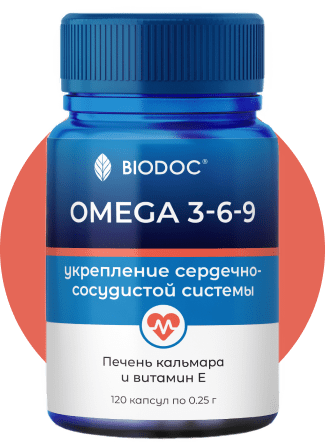 BIODOC®
OMEGA 3-6-9
укрепление сердечно-
сосудистой системы
Печень кальмара
и витамин Е
120 капсул по 0.25 г